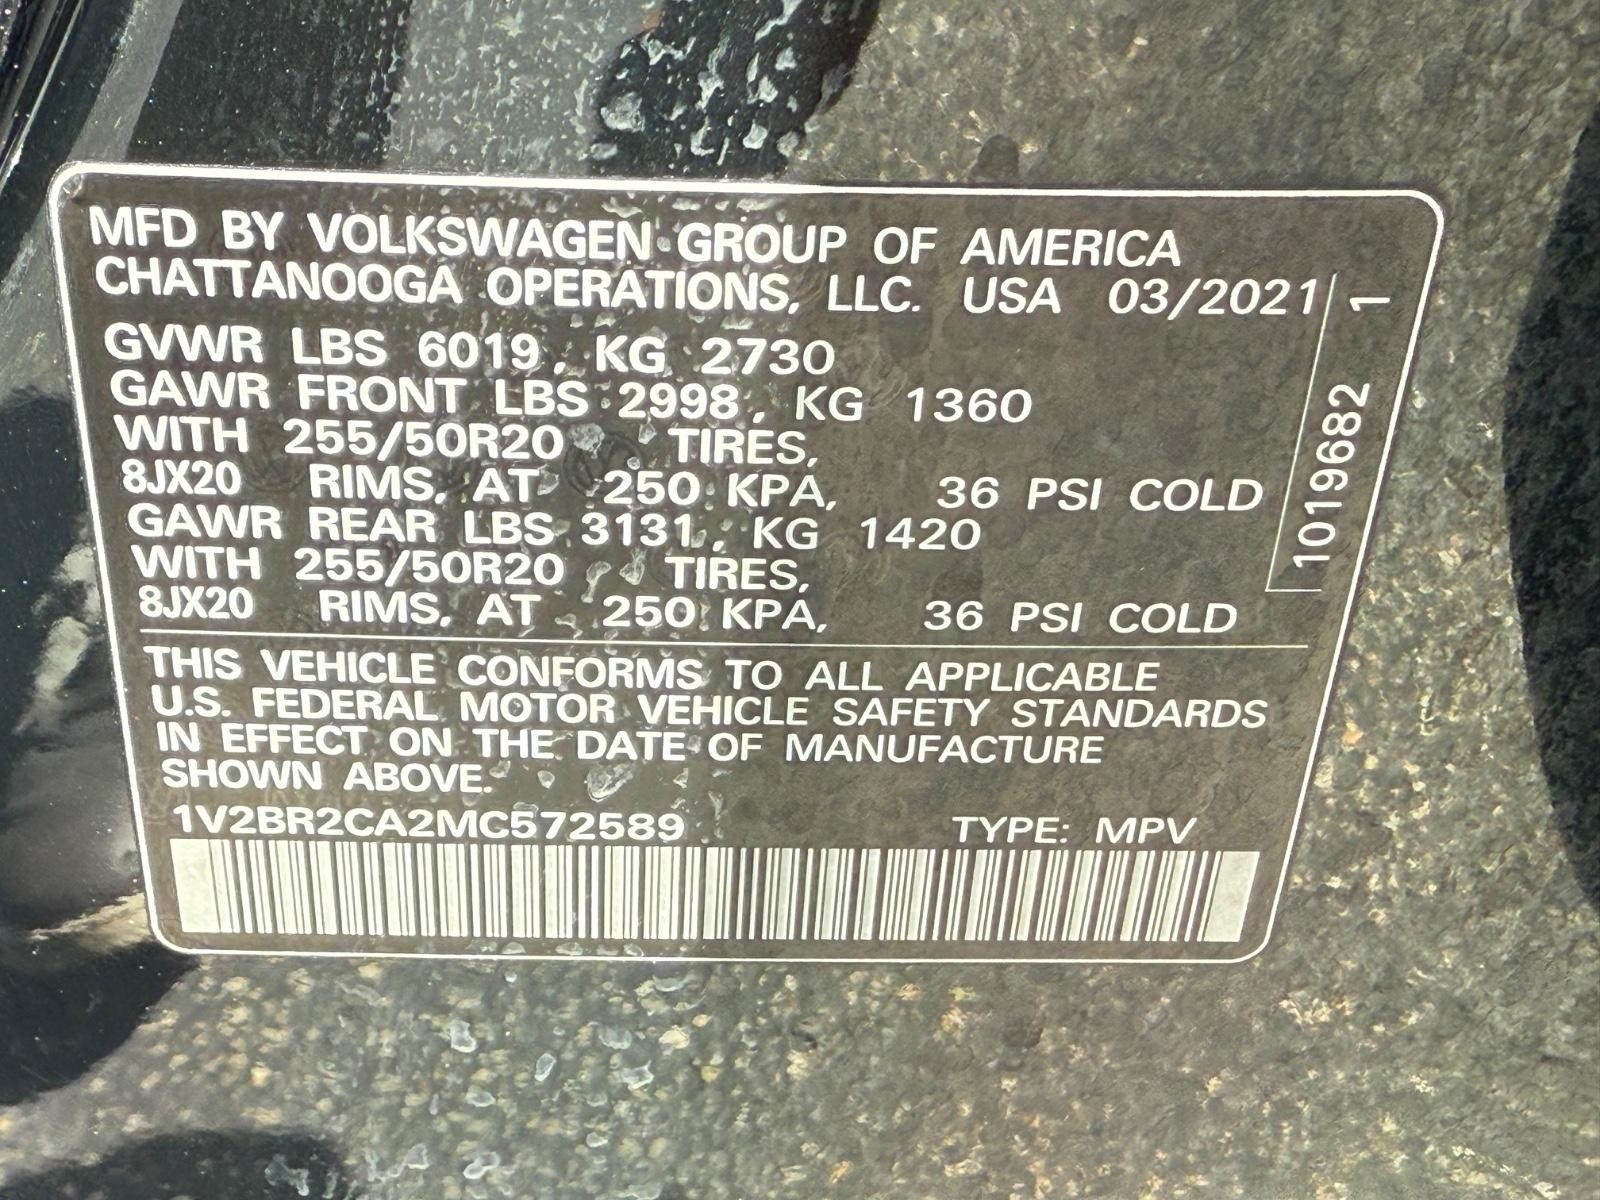 MFD BY VOLKSWAGEN GROUP OF AMERICA
CHATTANOOGA OPERATIONS, LLC. USA 03/2021
GVWR LBS 6019, KG 2730
GAWR FRONT LBS 2998, KG 1360
WITH 255/50R20 TIRES,
8JX20 RIMS, AT 250 KPA, 36 PSI COLD
GAWR REAR LBS 3131, KG 1420
WITH 255/50R20 TIRES,
8JX20 RIMS, AT 250 KPA, 36 PSI COLD
THIS VEHICLE CONFORMS TO ALL APPLICABLE
U.S. FEDERAL MOTOR VEHICLE SAFETY STANDARDS
IN EFFECT ON THE DATE OF MANUFACTURE
SHOWN ABOVE.
1V2BR2CA2MC572589 TYPE: MPV
1019682 1